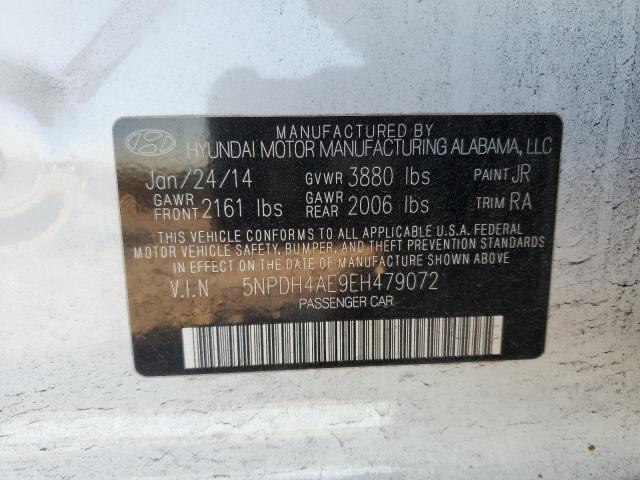 MANUFACTURED BY
HYUNDAI MOTOR MANUFACTURING ALABAMA, LLC
Jan/24/14 GVWR 3880 lbs PAINT JR
GAWR FRONT 2161 lbs GAWR REAR 2006 lbs TRIM RA
THIS VEHICLE CONFORMS TO ALL APPLICABLE U.S.A. FEDERAL
MOTOR VEHICLE SAFETY, BUMPER, AND THEFT PREVENTION
STANDARDS IN EFFECT ON THE DATE OF MANUFACTURE SHOWN ABOVE.
V.I.N 5NPDH4AE9EH479072
PASSENGER CAR